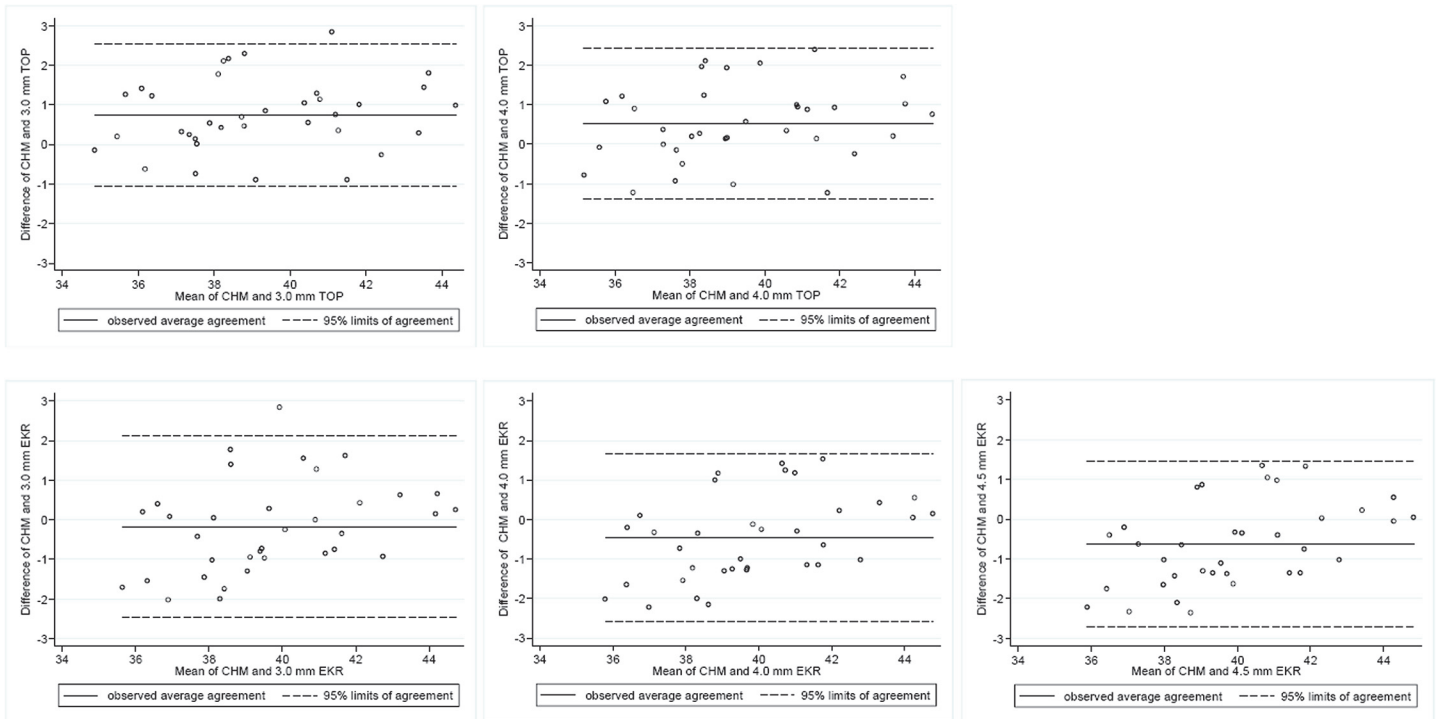 Difference of CHM and 3.0 mm TOP
3
2
1
0
-1
-2
-3
34 36 38 40 42 44
Mean of CHM and 3.0 mm TOP
observed average agreement 95% limits of agreement
Difference of CHM and 4.0 mm TOP
3
2
1
0
-1
-2
-3
34 36 38 40 42 44
Mean of CHM and 4.0 mm TOP
observed average agreement 95% limits of agreement
Difference of CHM and 3.0 mm EKR
3
2
1
0
-1
-2
-3
34 36 38 40 42 44
Mean of CHM and 3.0 mm EKR
observed average agreement 95% limits of agreement
Difference of CHM and 4.0 mm EKR
3
2
1
0
-1
-2
-3
34 36 38 40 42 44
Mean of CHM and 4.0 mm EKR
observed average agreement 95% limits of agreement
Difference of CHM and 4.5 mm EKR
3
2
1
0
-1
-2
-3
34 36 38 40 42 44
Mean of CHM and 4.5 mm EKR
observed average agreement 95% limits of agreement